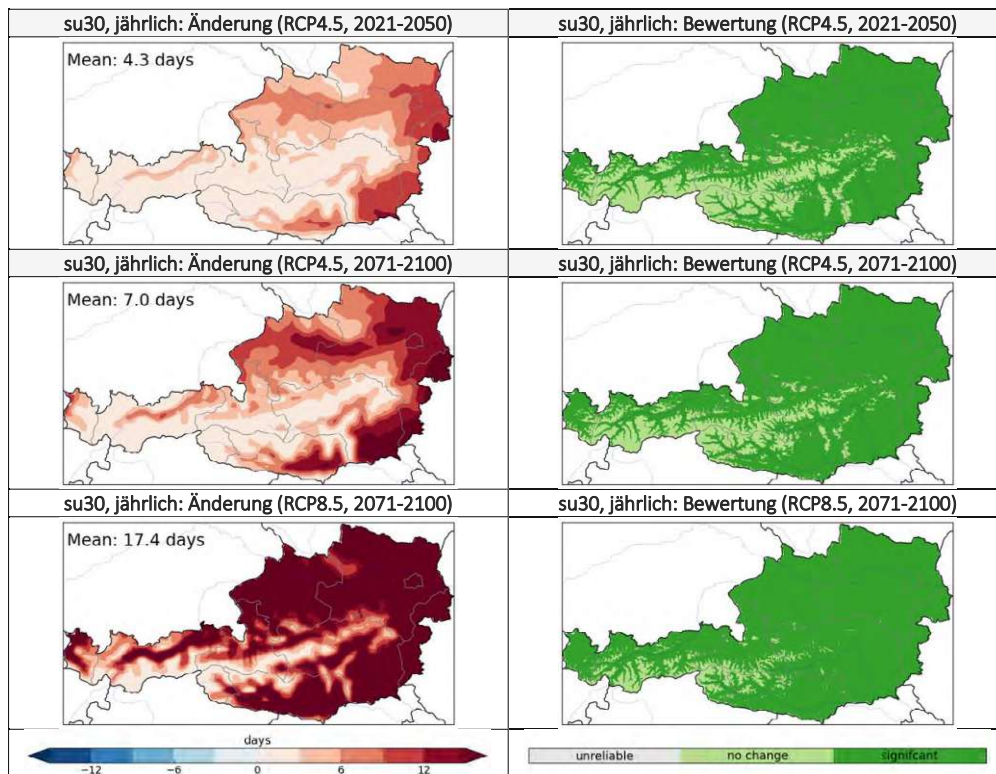 su30, jährlich: Änderung (RCP4.5, 2021-2050)
su30, jährlich: Bewertung (RCP4.5, 2021-2050)
Mean: 4.3 days
su30, jährlich: Änderung (RCP4.5, 2071-2100)
su30, jährlich: Bewertung (RCP4.5, 2071-2100)
Mean: 7.0 days
su30, jährlich: Änderung (RCP8.5, 2071-2100)
su30, jährlich: Bewertung (RCP8.5, 2071-2100)
Mean: 17.4 days
days
−12 −6 0 6 12
unreliable no change signifcant